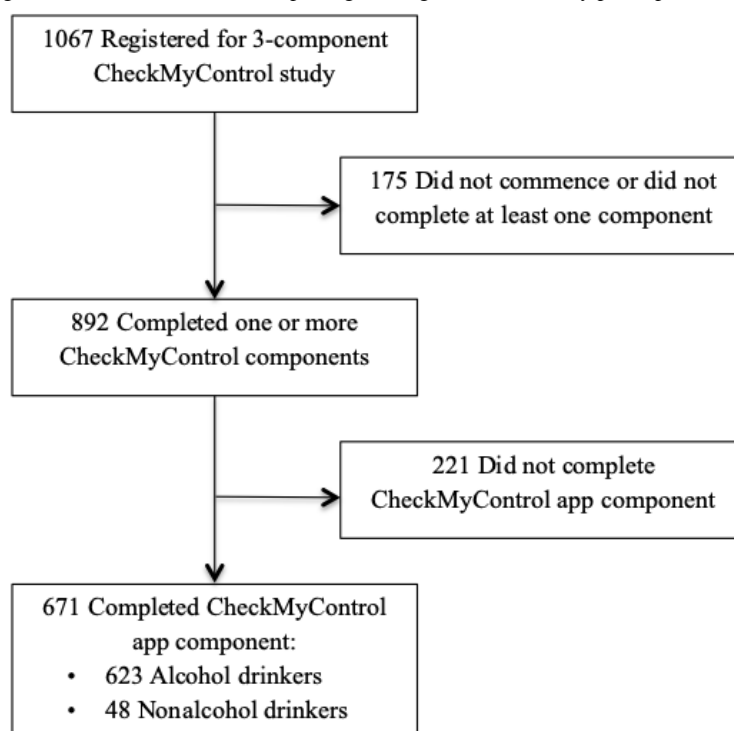 1067 Registered for 3-component
CheckMyControl study
175 Did not commence or did not
complete at least one component
892 Completed one or more
CheckMyControl components
221 Did not complete
CheckMyControl app component
671 Completed CheckMyControl
app component:
• 623 Alcohol drinkers
• 48 Nonalcohol drinkers